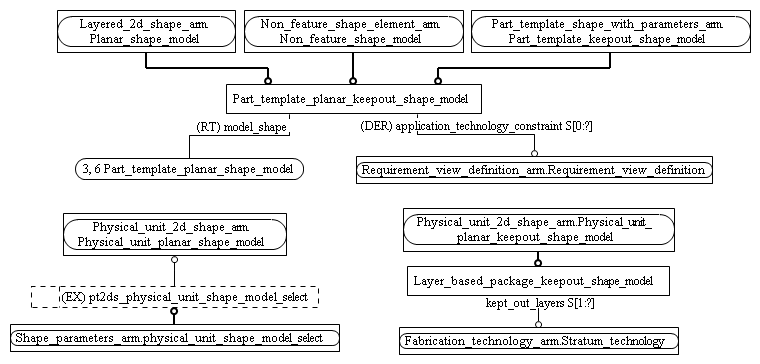 Layered_2d_shape_arm.
Planar_shape_model
Non_feature_shape_element_arm.
Non_feature_shape_model
Part_template_shape_with_parameters_arm.
Part_template_keepout_shape_model
Part_template_planar_keepout_shape_model
(RT) model_shape
(DER) application_technology_constraint S[0:?]
3, 6 Part_template_planar_shape_model
Requirement_view_definition_arm.Requirement_view_definition
Physical_unit_2d_shape_arm.
Physical_unit_planar_shape_model
Physical_unit_2d_shape_arm.Physical_unit_
planar_keepout_shape_model
(EX) pt2ds_physical_unit_shape_model_select
Layer_based_package_keepout_shape_model
kept_out_layers S[1:?]
Shape_parameters_arm.physical_unit_shape_model_select
Fabrication_technology_arm.Stratum_technology